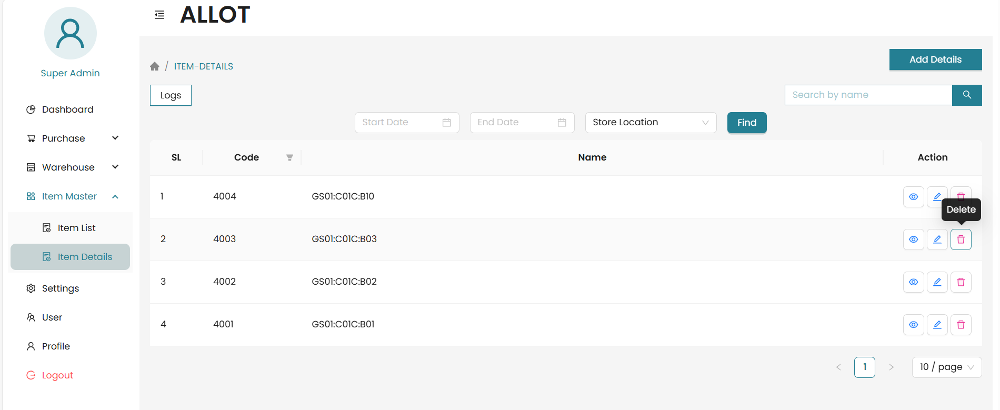 ALLOT
Super Admin
Dashboard
Purchase
Warehouse
Item Master
Item List
Item Details
Settings
User
Profile
Logout
/ ITEM-DETAILS
Add Details
Logs
Search by name
Start Date
End Date
Store Location
Find
SL Code Name Action
1 4004 GS01:C01C:B10
Delete
2 4003 GS01:C01C:B03
3 4002 GS01:C01C:B02
4 4001 GS01:C01C:B01
< 1 > 10 / page